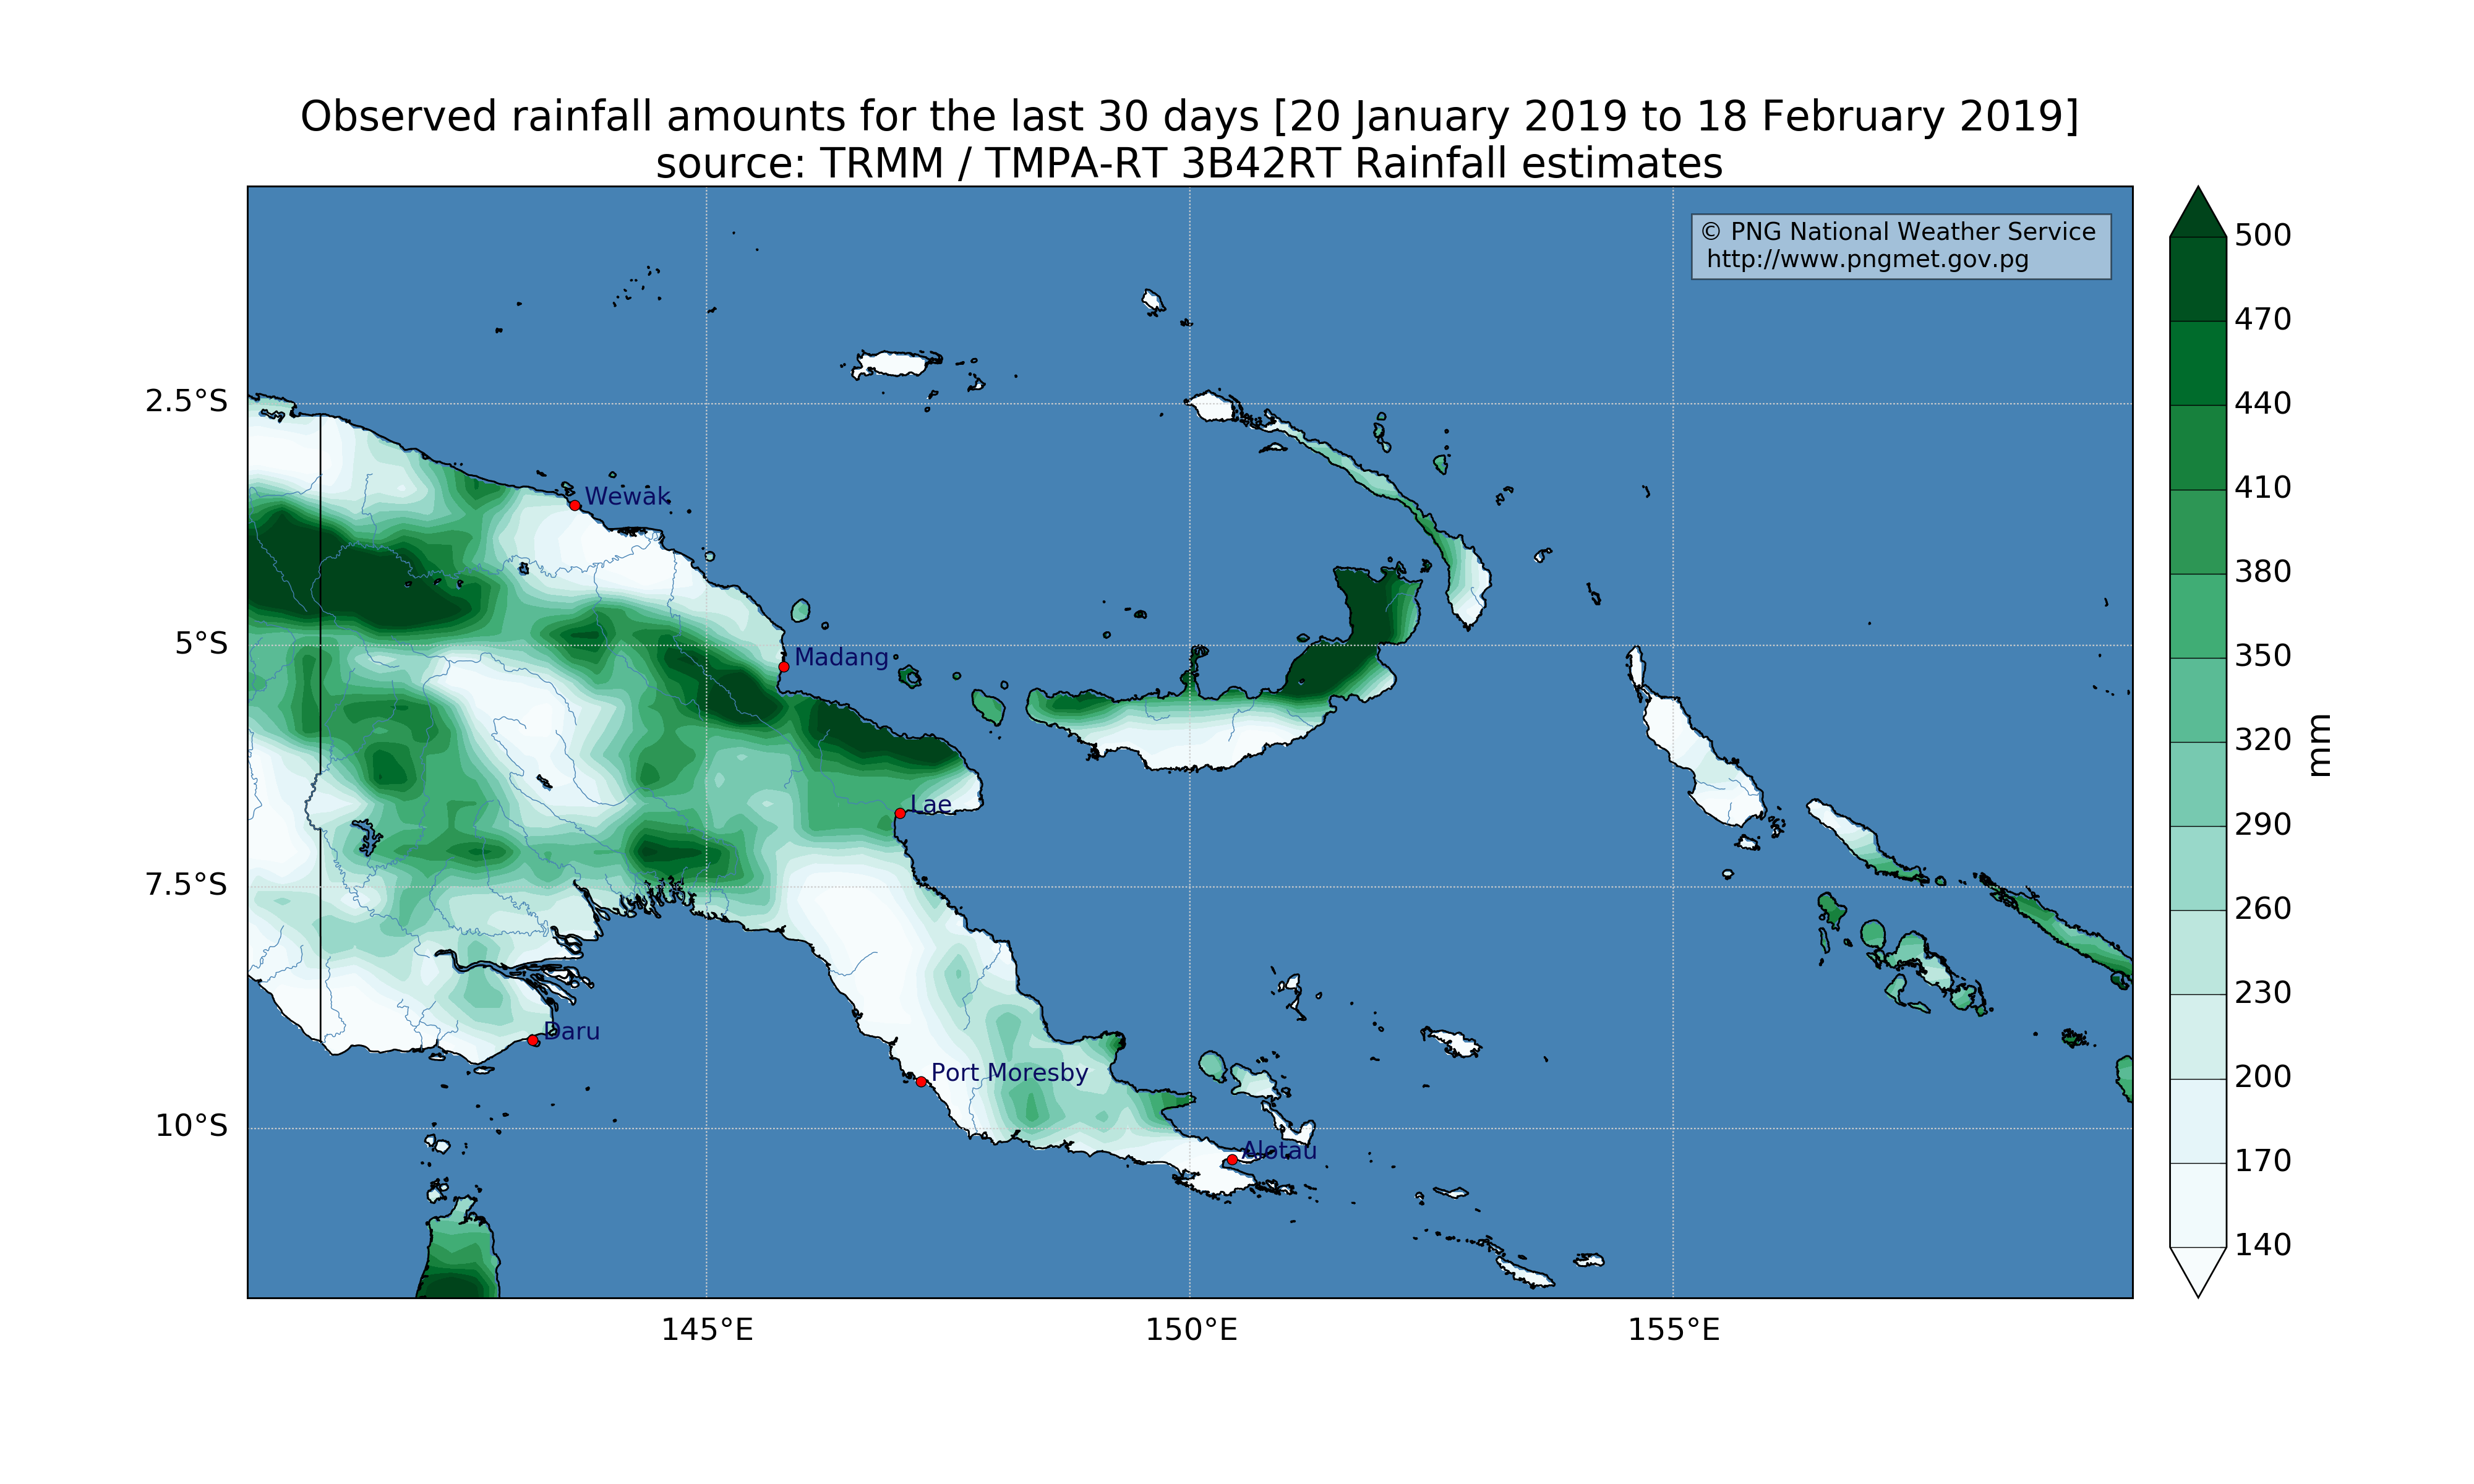 Observed rainfall amounts for the last 30 days [20 January 2019 to 18 February 2019]
source: TRMM / TMPA-RT 3B42RT Rainfall estimates
© PNG National Weather Service
http://www.pngmet.gov.pg
500
470
440
410
380
350
320
290
260
230
200
170
140
mm
2.5°S
5°S
7.5°S
10°S
Wewak
Madang
Lae
Daru
Port Moresby
Alotau
145°E
150°E
155°E